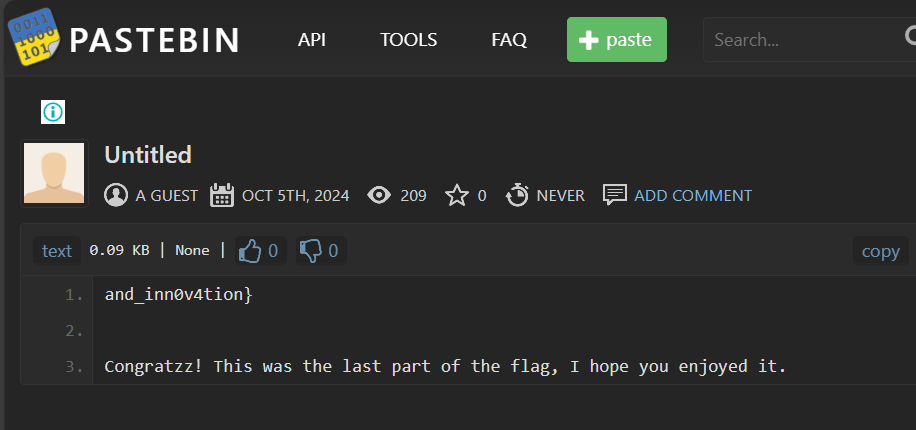 0011
1000
101
PASTEBIN API TOOLS FAQ + paste Search...
Untitled
A GUEST OCT 5TH, 2024 209 0 NEVER ADD COMMENT
text 0.09 KB | None | 0 0 copy
1. and_inn0v4tion}
2.
3. Congratzz! This was the last part of the flag, I hope you enjoyed it.